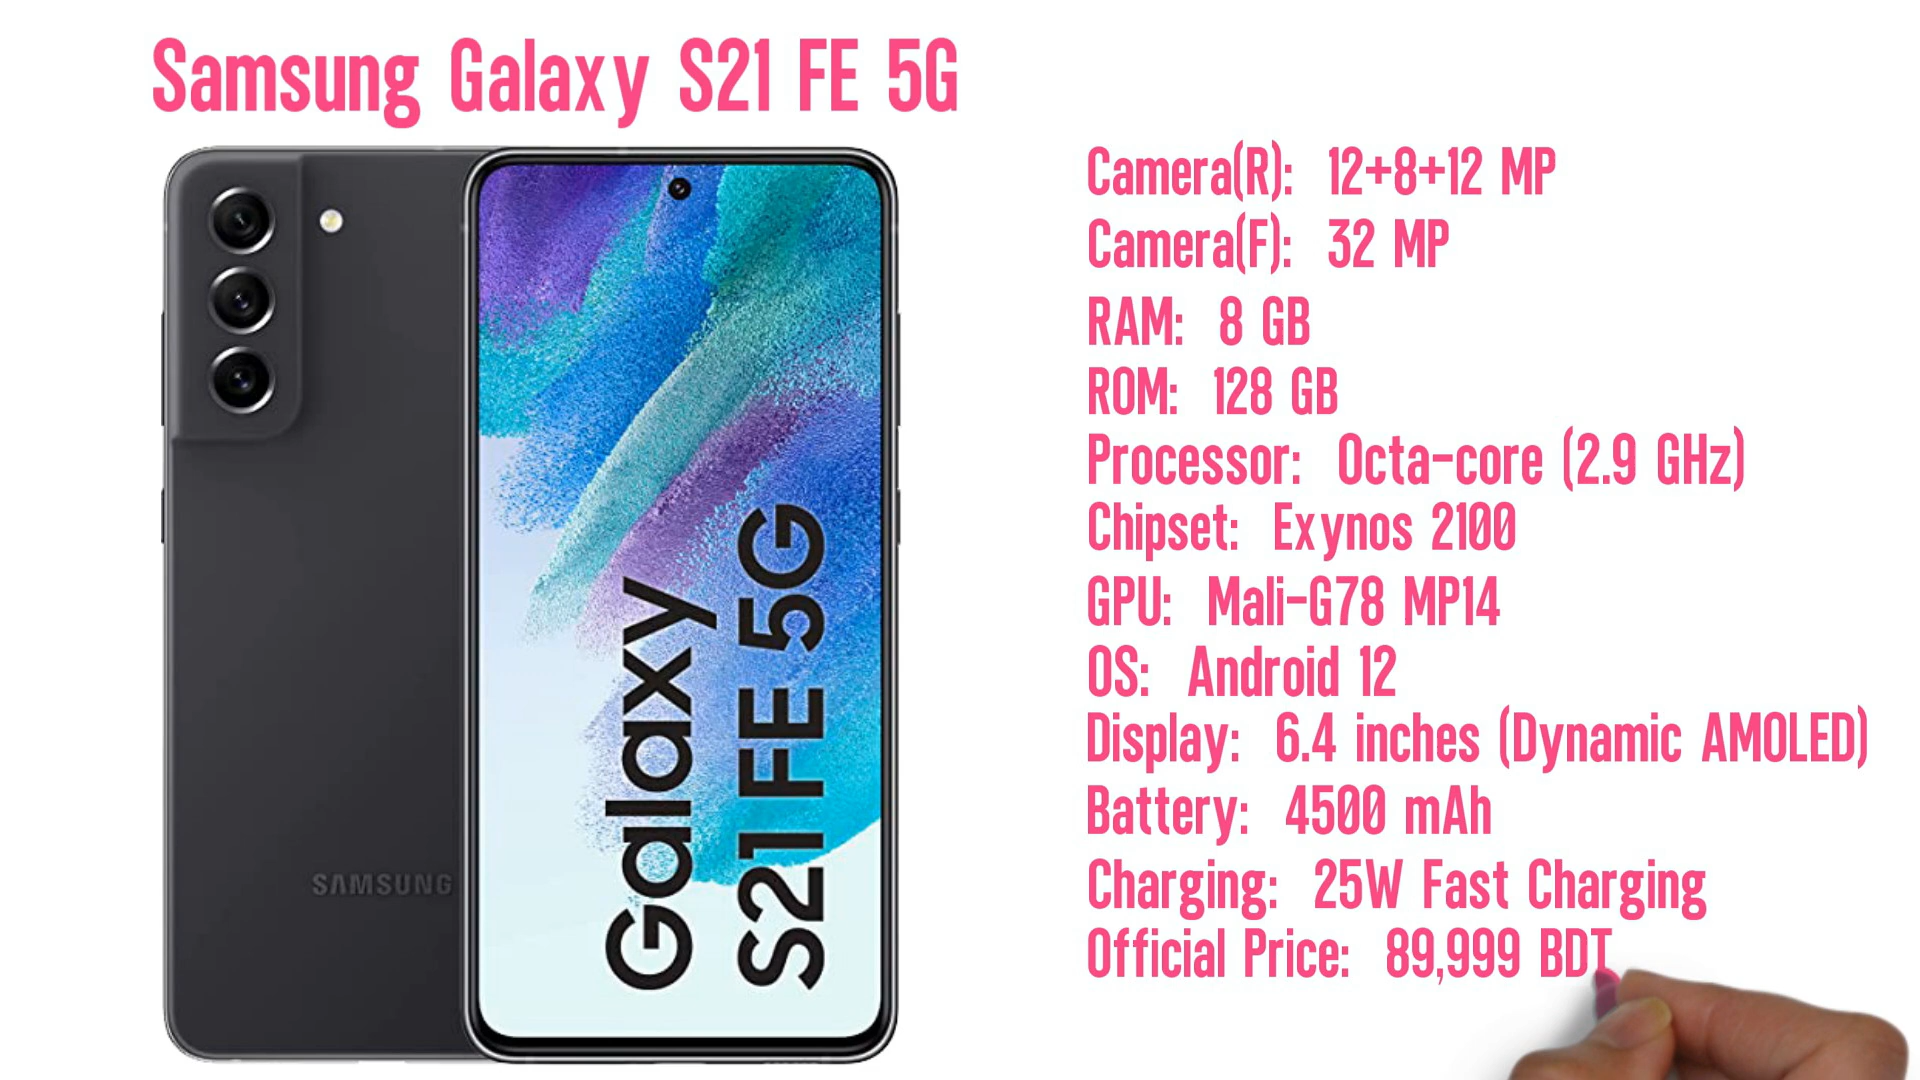 Samsung Galaxy S21 FE 5G
Camera(R): 12+8+12 MP
Camera(F): 32 MP
RAM: 8 GB
ROM: 128 GB
Processor: Octa-core (2.9 GHz)
Chipset: Exynos 2100
GPU: Mali-G78 MP14
OS: Android 12
Display: 6.4 inches (Dynamic AMOLED)
Battery: 4500 mAh
Charging: 25W Fast Charging
Official Price: 89,999 BDT
SAMSUNG
Galaxy
S21 FE 5G